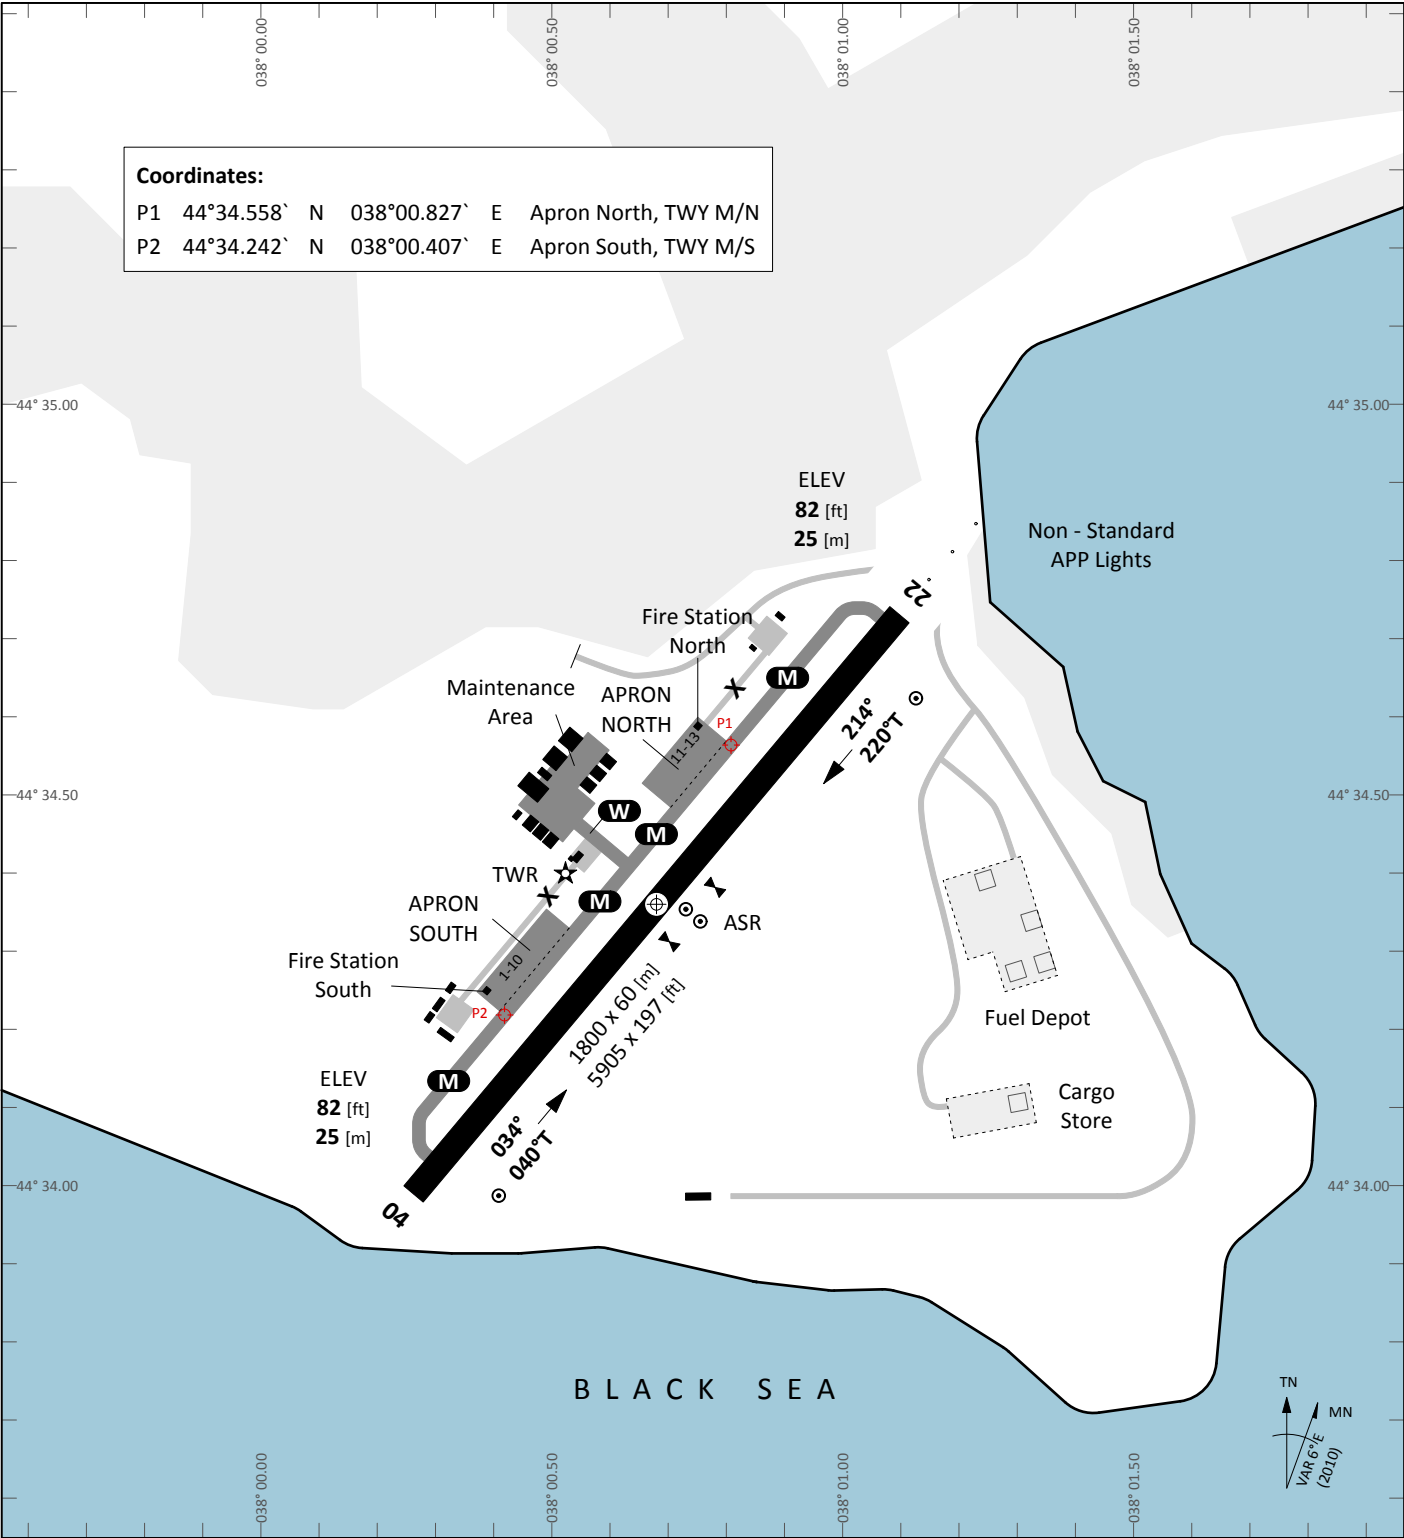 038° 00.00
038° 00.50
038° 01.00
038° 01.50
Coordinates:
P1 44°34.558` N 038°00.827` E Apron North, TWY M/N
P2 44°34.242` N 038°00.407` E Apron South, TWY M/S
44° 35.00
44° 35.00
ELEV
82 [ft]
25 [m]
Non - Standard
APP Lights
22
Fire Station
North
M
Maintenance
Area
APRON
NORTH
P1
11-13
214°
220°T
44° 34.50
44° 34.50
W
M
TWR
M
APRON
SOUTH
ASR
Fire Station
South
1-10
P2
1800 x 60 [m]
5905 x 197 [ft]
Fuel Depot
ELEV
82 [ft]
25 [m]
M
Cargo
Store
034°
040°T
44° 34.00
44° 34.00
04
BLACK SEA
TN
MN
VAR 6°/E
(2010)
038° 00.00
038° 00.50
038° 01.00
038° 01.50